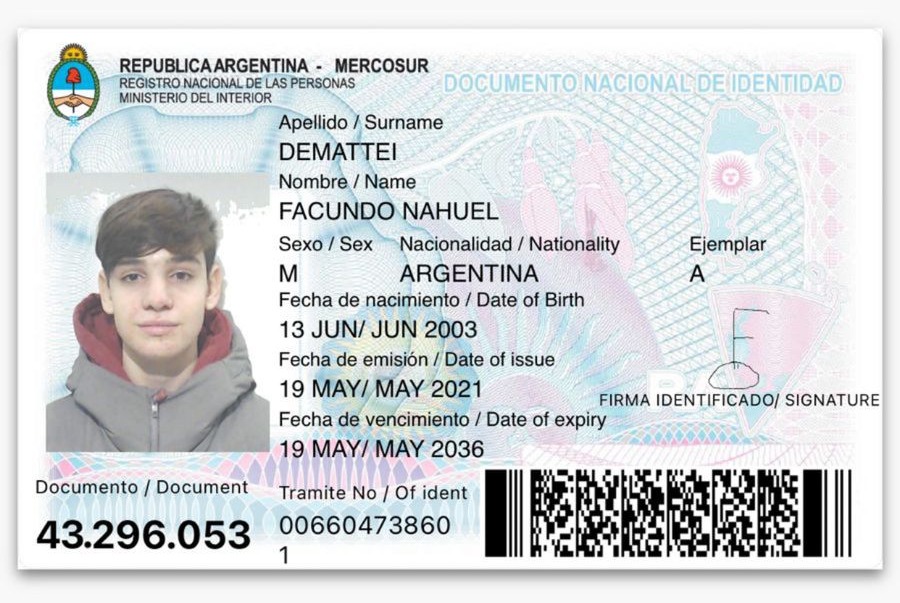 REPUBLICA ARGENTINA - MERCOSUR
REGISTRO NACIONAL DE LAS PERSONAS
MINISTERIO DEL INTERIOR
DOCUMENTO NACIONAL DE IDENTIDAD
Apellido / Surname
DEMATTEI
Nombre / Name
FACUNDO NAHUEL
Sexo / Sex Nacionalidad / Nationality Ejemplar
M ARGENTINA A
Fecha de nacimiento / Date of Birth
13 JUN/ JUN 2003
Fecha de emisión / Date of issue
19 MAY/ MAY 2021
FIRMA IDENTIFICADO/ SIGNATURE
Fecha de vencimiento / Date of expiry
19 MAY/ MAY 2036
Documento / Document
43.296.053
Tramite No / Of ident
00660473860
1